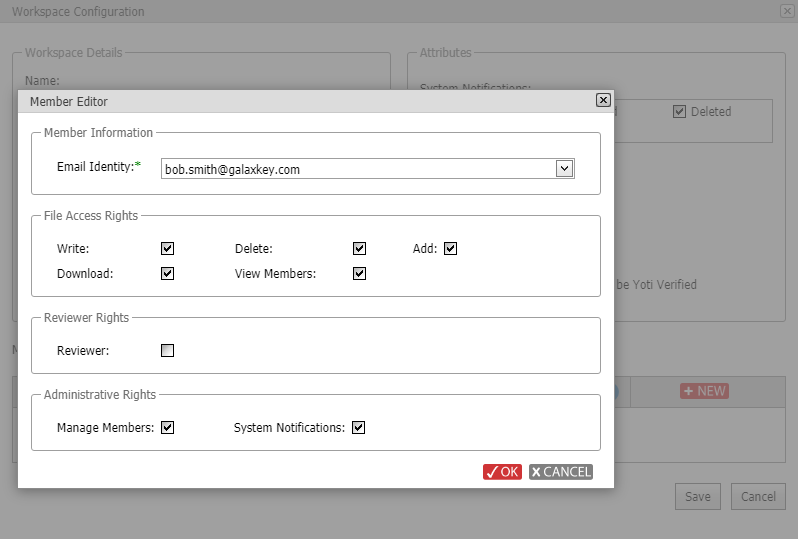 Workspace Configuration
Workspace Details
Attributes
Name:
System Notifications:
Deleted
Member Editor
Member Information
Email Identity:*
bob.smith@galaxkey.com
File Access Rights
Write:
Delete:
Add:
Download:
View Members:
be Yoti Verified
Reviewer Rights
Reviewer:
Administrative Rights
+ NEW
Manage Members:
System Notifications:
OK
CANCEL
Save
Cancel